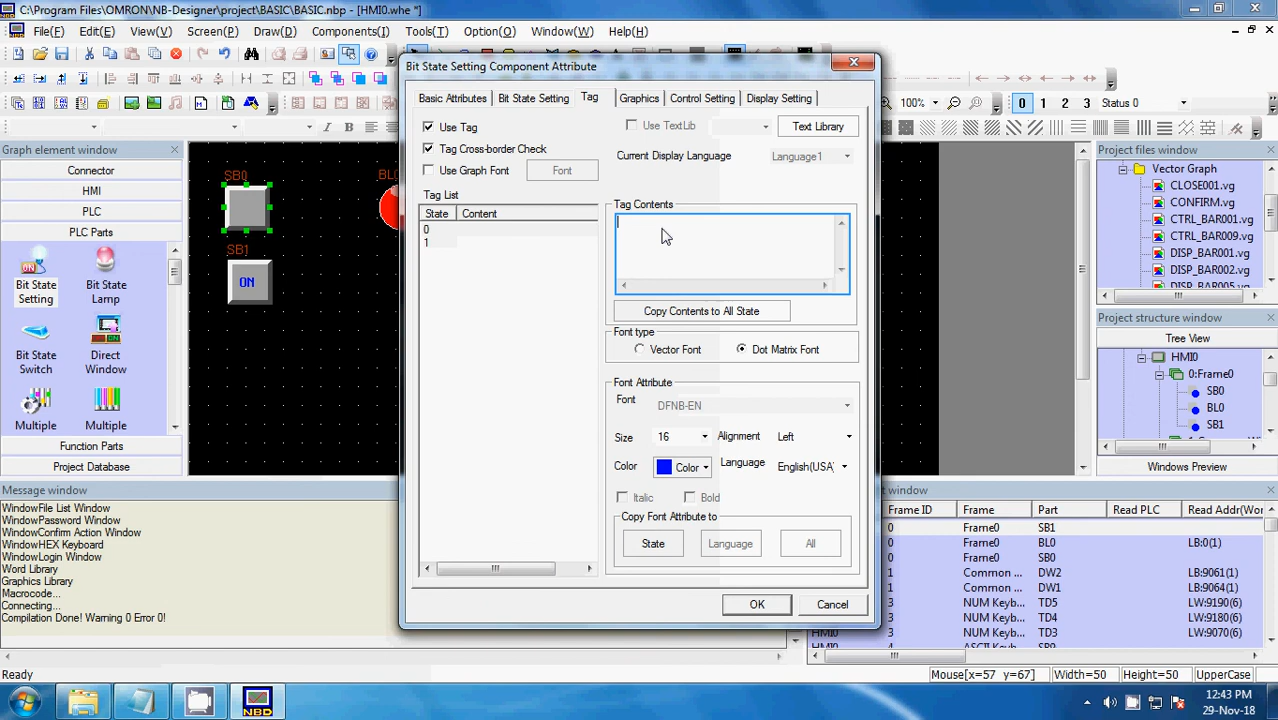 C:\Program Files\OMRON\NB-Designer\project\BASIC\BASIC.nbp - [HMI0.whe *]
File(F) Edit(E) View(V) Screen(P) Draw(D) Components(I) Tools(T) Option(O) Window(W) Help(H)
100% 0 1 2 3 Status 0
Graph element window
Connector
HMI
PLC
PLC Parts
Bit State Setting
Bit State Lamp
Bit State Switch
Direct Window
Multiple
Multiple
Function Parts
Project Database
SB0
BL0
SB1
ON
Bit State Setting Component Attribute
Basic Attributes Bit State Setting Tag Graphics Control Setting Display Setting
Use Tag
Tag Cross-border Check
Use Graph Font Font
Tag List
State Content
0
1
Use TextLib Text Library
Current Display Language Language1
Tag Contents
Copy Contents to All State
Font type
Vector Font Dot Matrix Font
Font Attribute
Font DFNB-EN
Size 16 Alignment Left
Color Color Language English(USA)
Italic Bold
Copy Font Attribute to
State Language All
OK Cancel
Project files window
Vector Graph
CLOSE001.vg
CONFIRM.vg
CTRL_BAR001.vg
CTRL_BAR009.vg
DISP_BAR001.vg
DISP_BAR002.vg
DISP_BAR005.vg
Project structure window
Tree View
HMI0
0:Frame0
SB0
BL0
SB1
Windows Preview
Message window
WindowFile List Window
WindowPassword Window
WindowConfirm Action Window
WindowHEX Keyboard
WindowLogin Window
Word Library
Graphics Library
Macrocode...
Connecting...
Compilation Done! Warning 0 Error 0!
t window
Frame ID Frame Part Read PLC Read Addr(Wor
0 Frame0 SB1
0 Frame0 BL0 LB:0(1)
0 Frame0 SB0
1 Common ... DW2 LB:9061(1)
1 Common ... DW1 LB:9060(1)
3 NUM Keyb... TD5 LW:9190(6)
3 NUM Keyb... TD4 LW:9180(6)
HMI0 3 NUM Keyb... TD3 LW:9070(6)
Ready
Mouse[x=57 y=67] Width=50 Height=50 UpperCase
NBD
12:43 PM
29-Nov-18